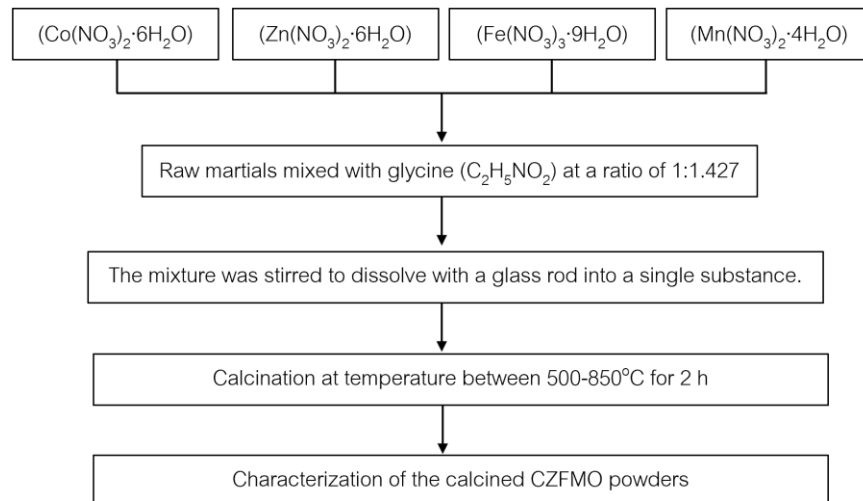 (Co(NO₃)₂·6H₂O)
(Zn(NO₃)₂·6H₂O)
(Fe(NO₃)₃·9H₂O)
(Mn(NO₃)₂·4H₂O)
Raw martials mixed with glycine (C₂H₅NO₂) at a ratio of 1:1.427
The mixture was stirred to dissolve with a glass rod into a single substance.
Calcination at temperature between 500-850°C for 2 h
Characterization of the calcined CZFMO powders